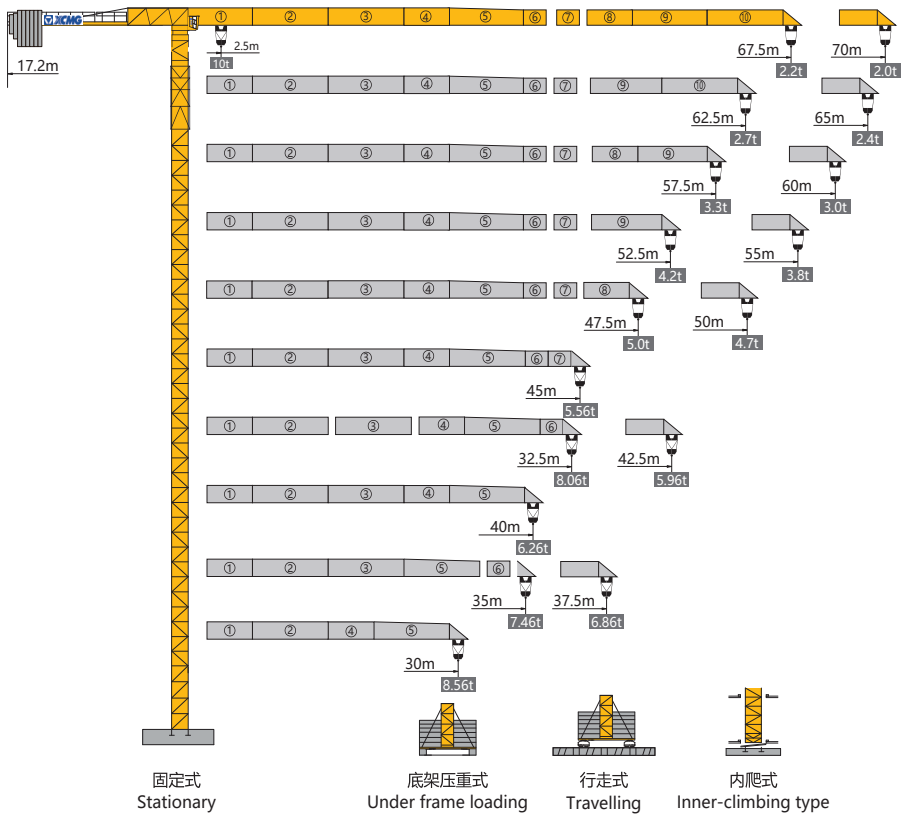 XCMG ① ② ③ ④ ⑤ ⑥ ⑦ ⑧ ⑨ ⑩
17.2m 2.5m 67.5m 70m
10t 2.2t 2.0t
① ② ③ ④ ⑤ ⑥ ⑦ ⑨ ⑩
62.5m 65m
2.7t 2.4t
① ② ③ ④ ⑤ ⑥ ⑦ ⑧ ⑨
57.5m 60m
3.3t 3.0t
① ② ③ ④ ⑤ ⑥ ⑦ ⑨
52.5m 55m
4.2t 3.8t
① ② ③ ④ ⑤ ⑥ ⑦ ⑧
47.5m 50m
5.0t 4.7t
① ② ③ ④ ⑤ ⑥ ⑦
45m
5.56t
① ② ③ ④ ⑤ ⑥
32.5m 42.5m
8.06t 5.96t
① ② ③ ④ ⑤
40m
6.26t
① ② ③ ⑤ ⑥
35m 37.5m
7.46t 6.86t
① ② ④ ⑤
30m
8.56t
固定式 底架压重式 行走式 内爬式
Stationary Under frame loading Travelling Inner-climbing type